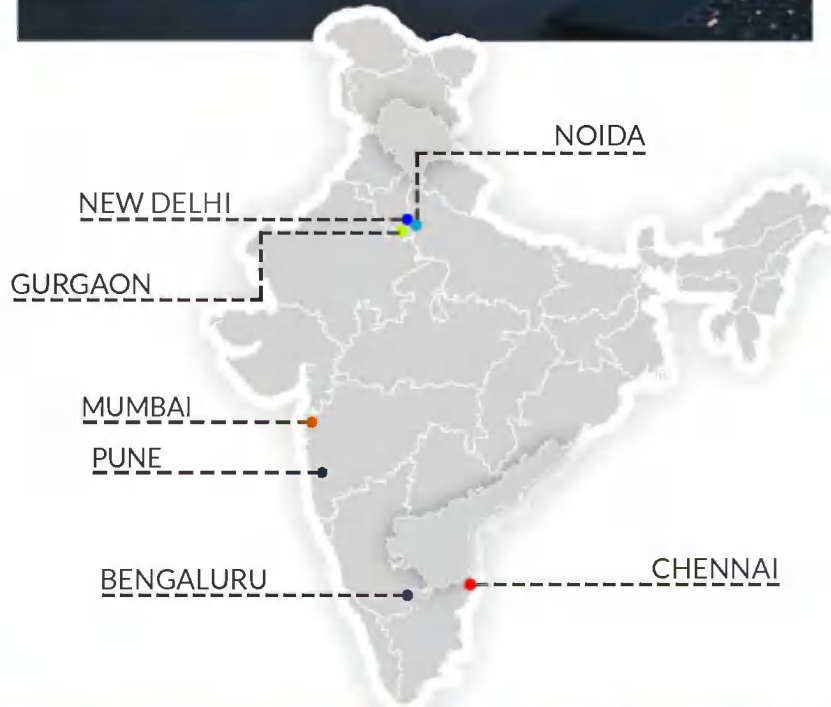 NOIDA
NEW DELHI
GURGAON
MUMBAI
PUNE
BENGALURU
CHENNAI